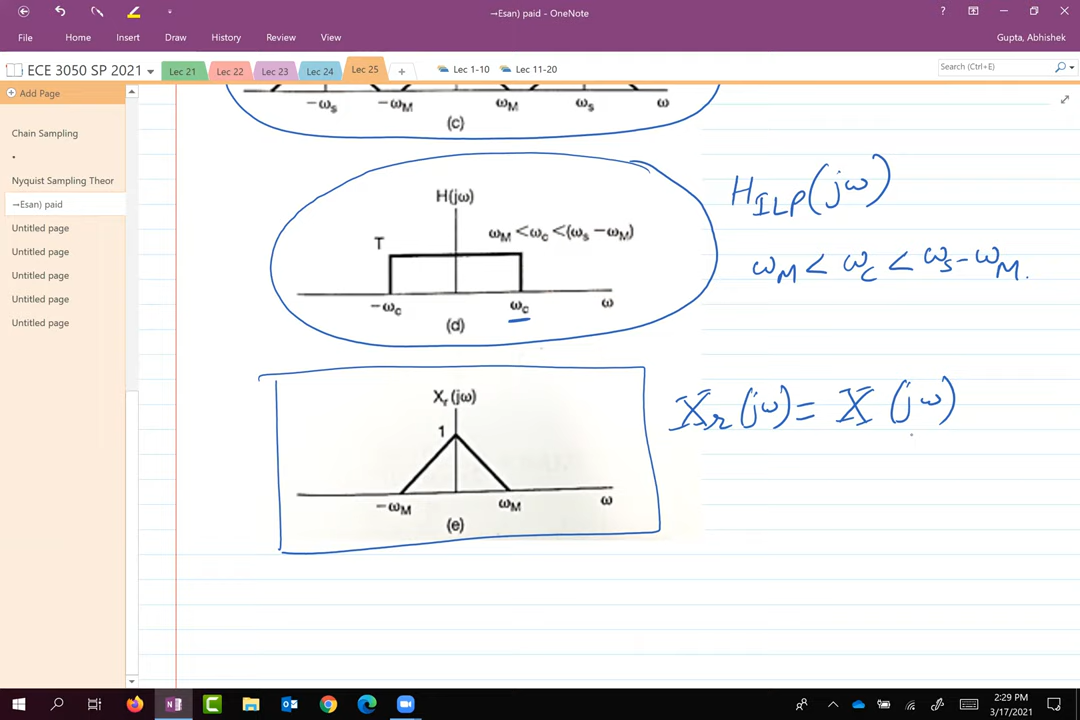 →Esan) paid - OneNote
?
File Home Insert Draw History Review View
Gupta, Abhishek
ECE 3050 SP 2021
Lec 21 Lec 22 Lec 23 Lec 24 Lec 25 + Lec 1-10 Lec 11-20
Search (Ctrl+E)
Add Page
Chain Sampling
Nyquist Sampling Theor
→Esan) paid
Untitled page
Untitled page
Untitled page
Untitled page
Untitled page
−ωs −ωM ωM ωs ω
(c)
H(jω)
T
ωM < ωc < (ωs − ωM)
−ωc ωc ω
(d)
H_ILP(jω)
ωM < ωc < ωs − ωM.
Xr(jω)
1
−ωM ωM ω
(e)
Xr(jω) = X(jω)
2:29 PM
3/17/2021